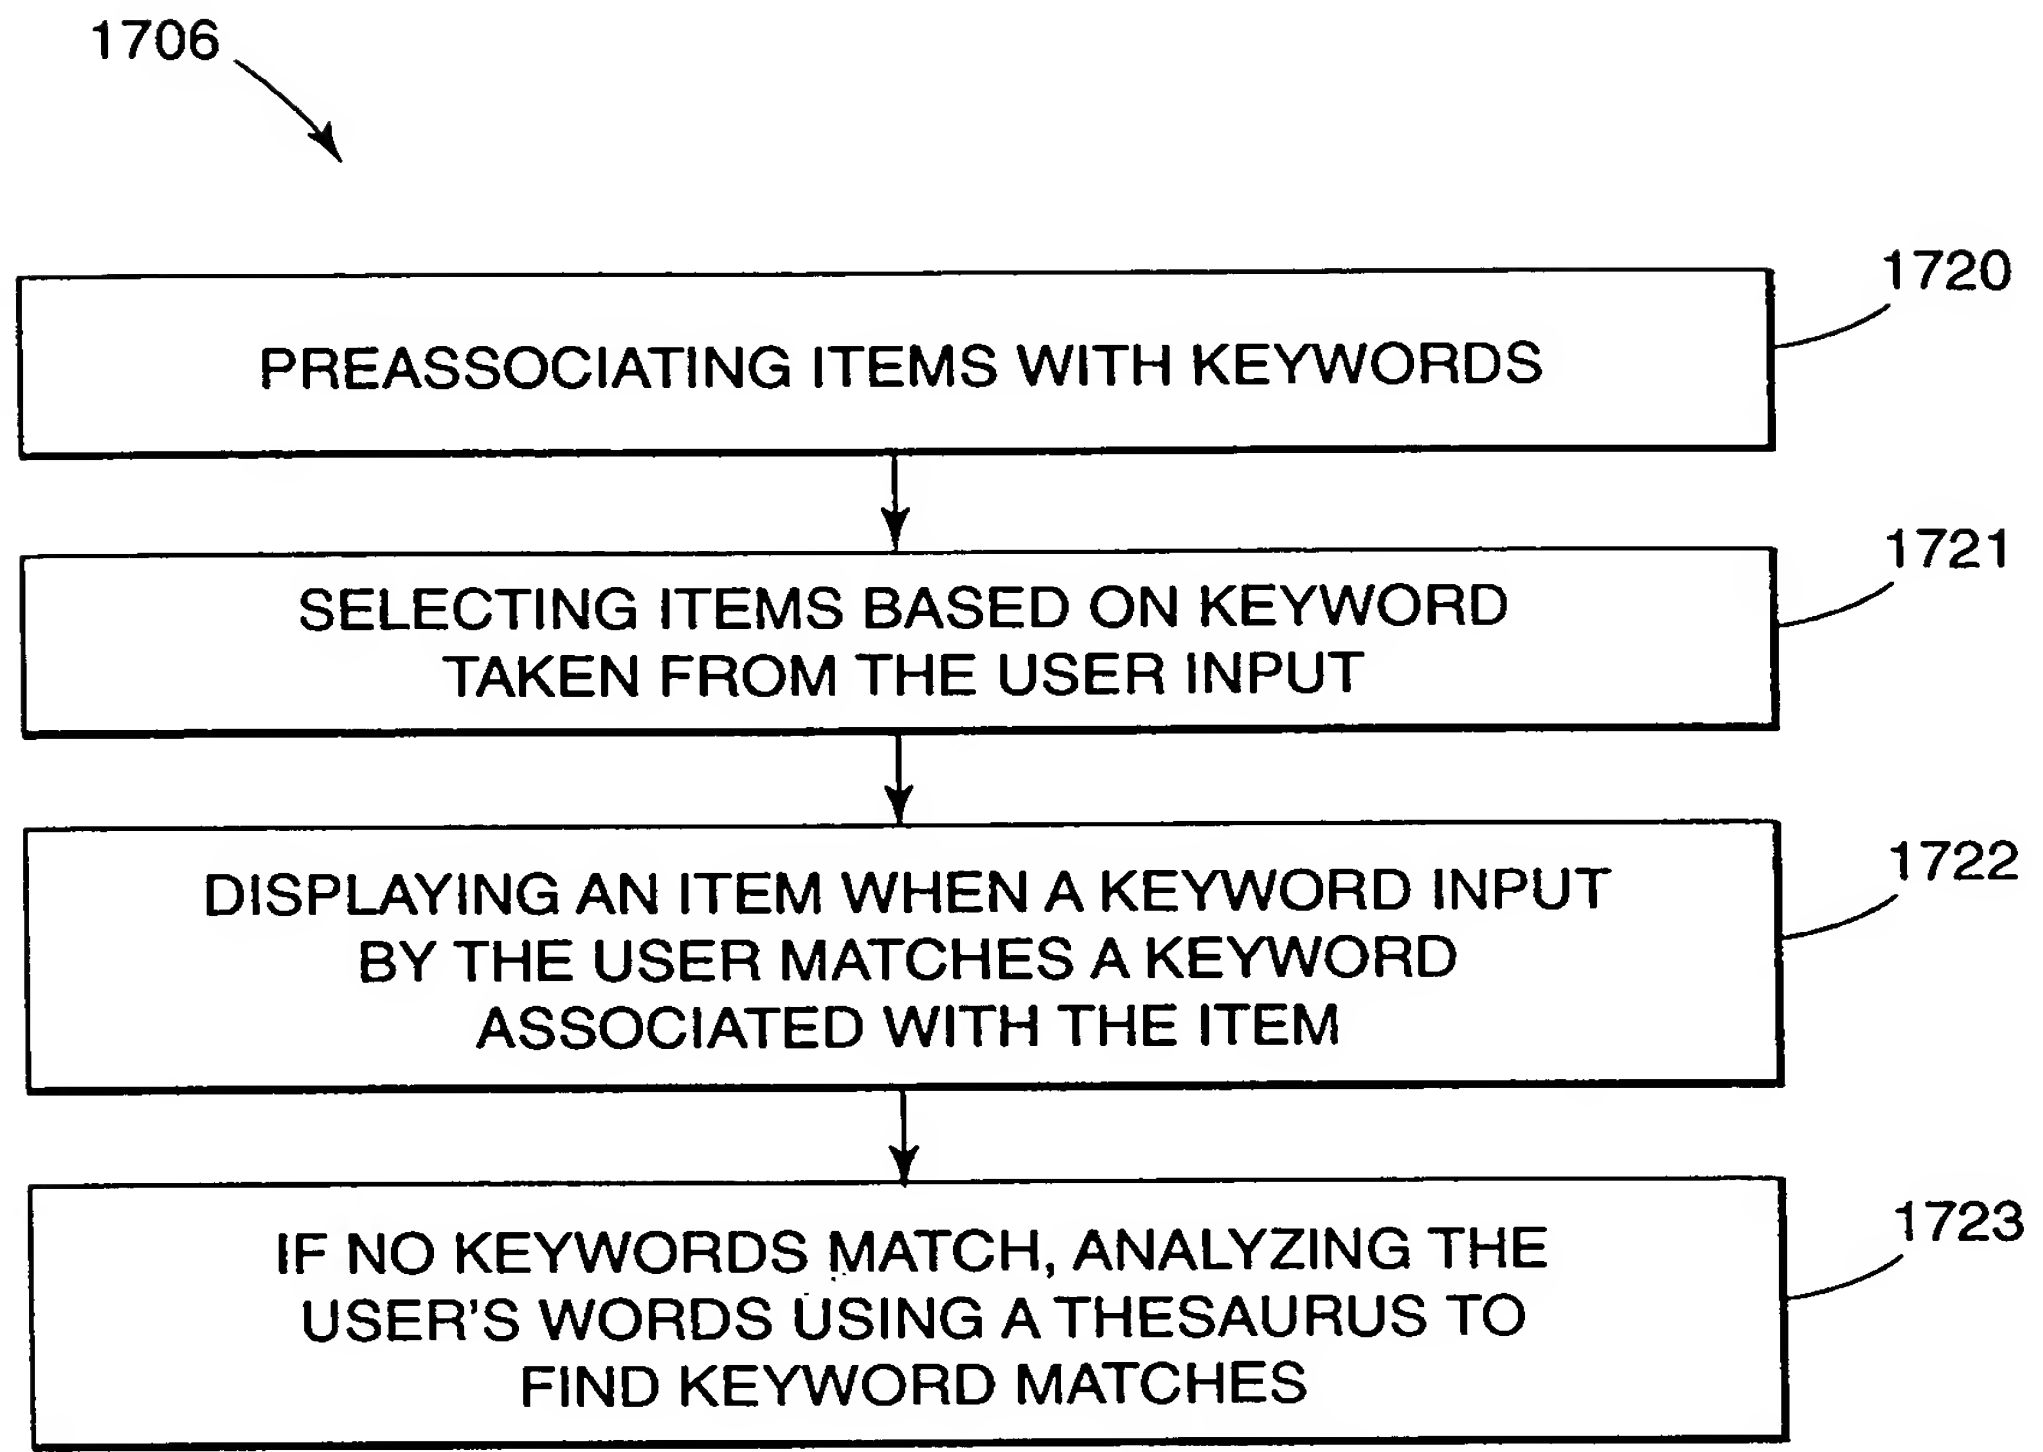 1706
1720
PREASSOCIATING ITEMS WITH KEYWORDS
1721
SELECTING ITEMS BASED ON KEYWORD
TAKEN FROM THE USER INPUT
1722
DISPLAYING AN ITEM WHEN A KEYWORD INPUT
BY THE USER MATCHES A KEYWORD
ASSOCIATED WITH THE ITEM
1723
IF NO KEYWORDS MATCH, ANALYZING THE
USER'S WORDS USING A THESAURUS TO
FIND KEYWORD MATCHES